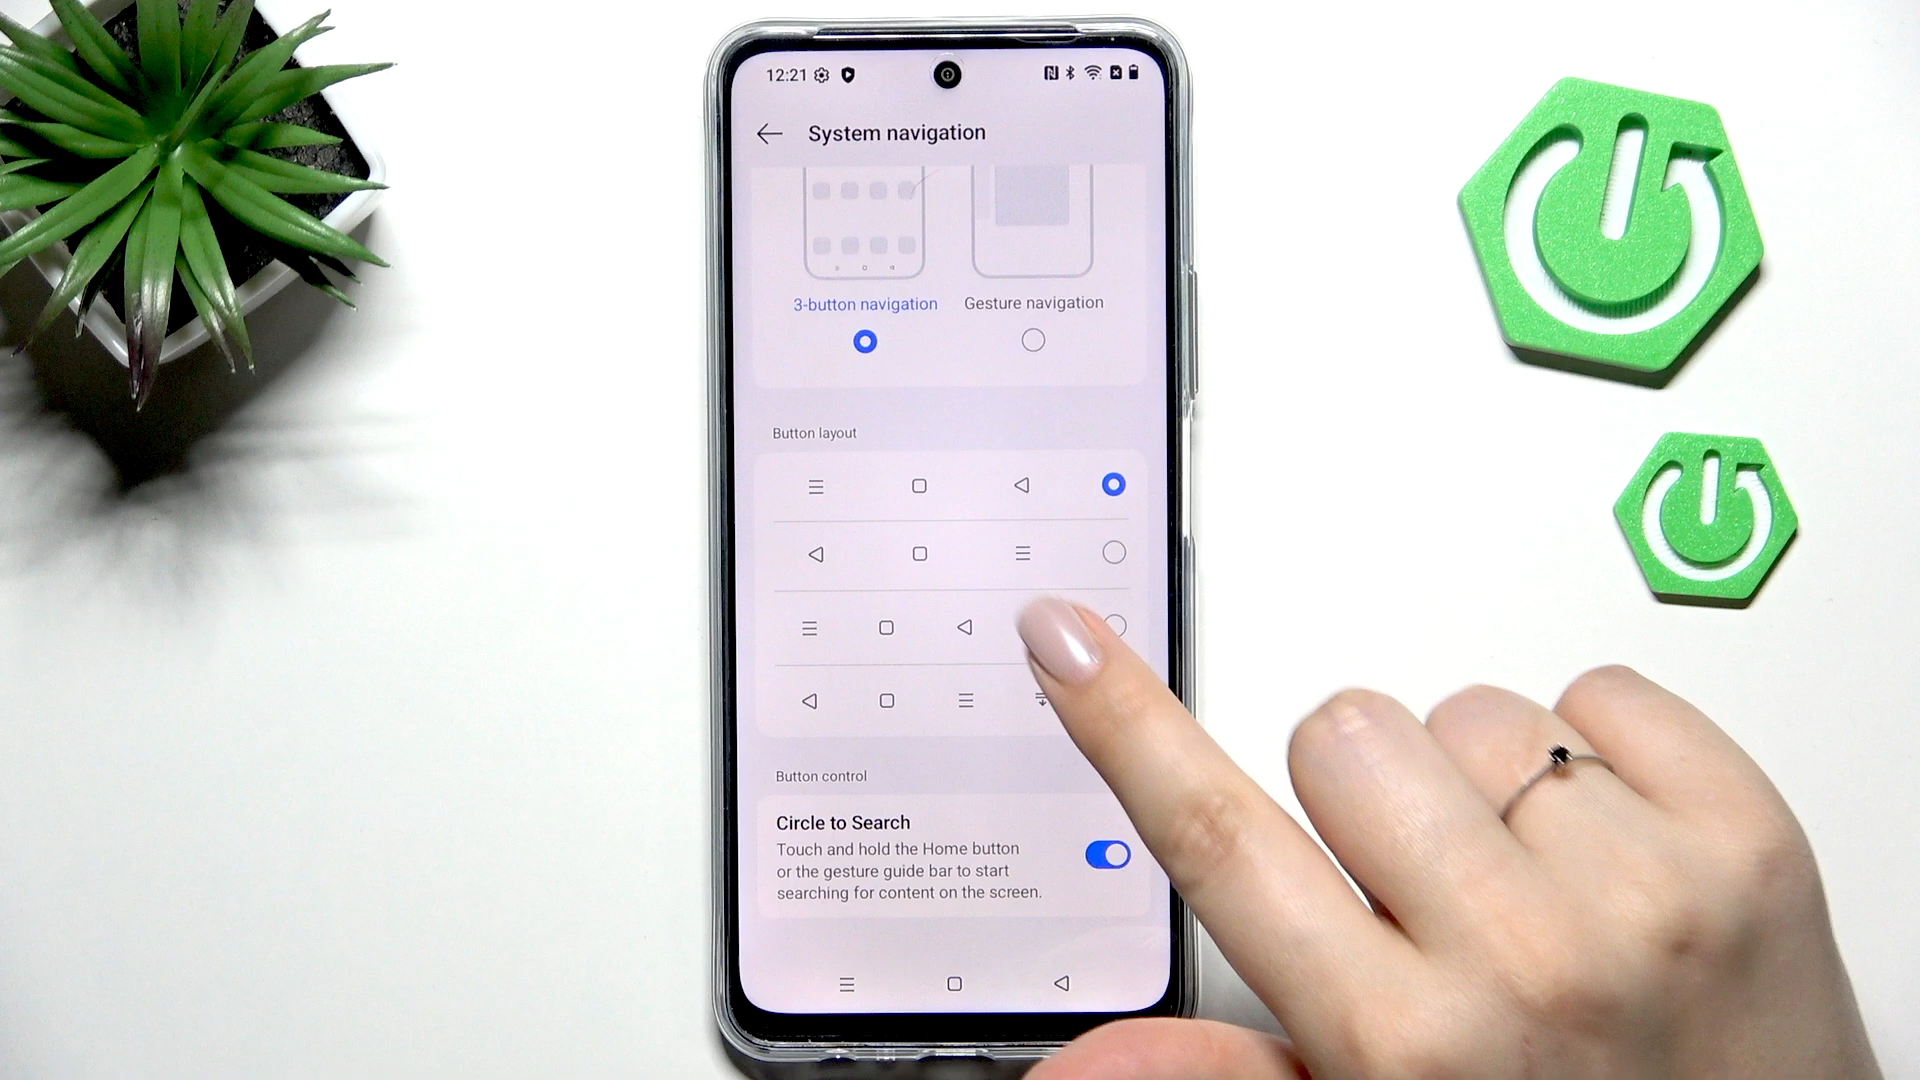 12:21
System navigation
3-button navigation
Gesture navigation
Button layout
Button control
Circle to Search
Touch and hold the Home button
or the gesture guide bar to start
searching for content on the screen.